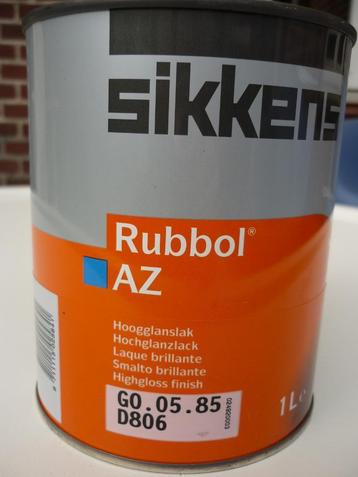 sikkens
Rubbol®
AZ
Hoogglanslak
Hochglanzlack
Laque brillante
Smalto brillante
Highgloss finish
GO.05.85
D806
1L e